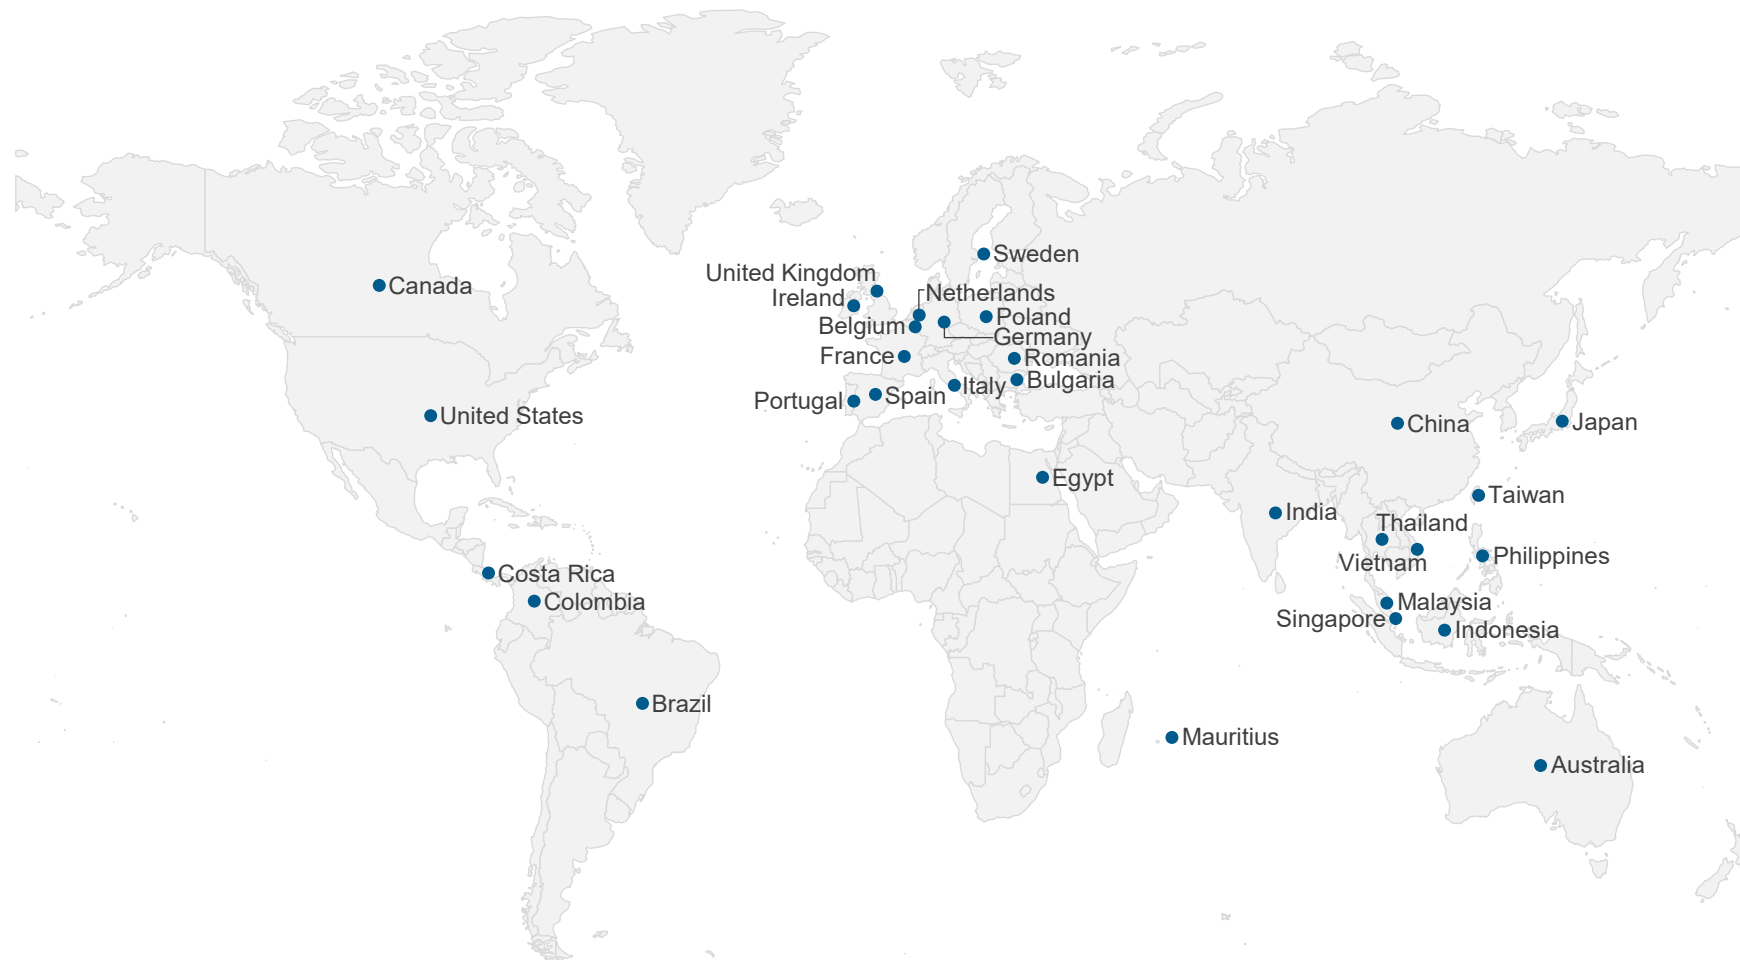 Sweden
United Kingdom
Canada
Netherlands
Ireland
Poland
Belgium
Germany
France
Romania
Bulgaria
Italy
Spain
Portugal
United States
China
Japan
Egypt
Taiwan
India
Thailand
Philippines
Vietnam
Costa Rica
Colombia
Malaysia
Singapore
Indonesia
Brazil
Mauritius
Australia